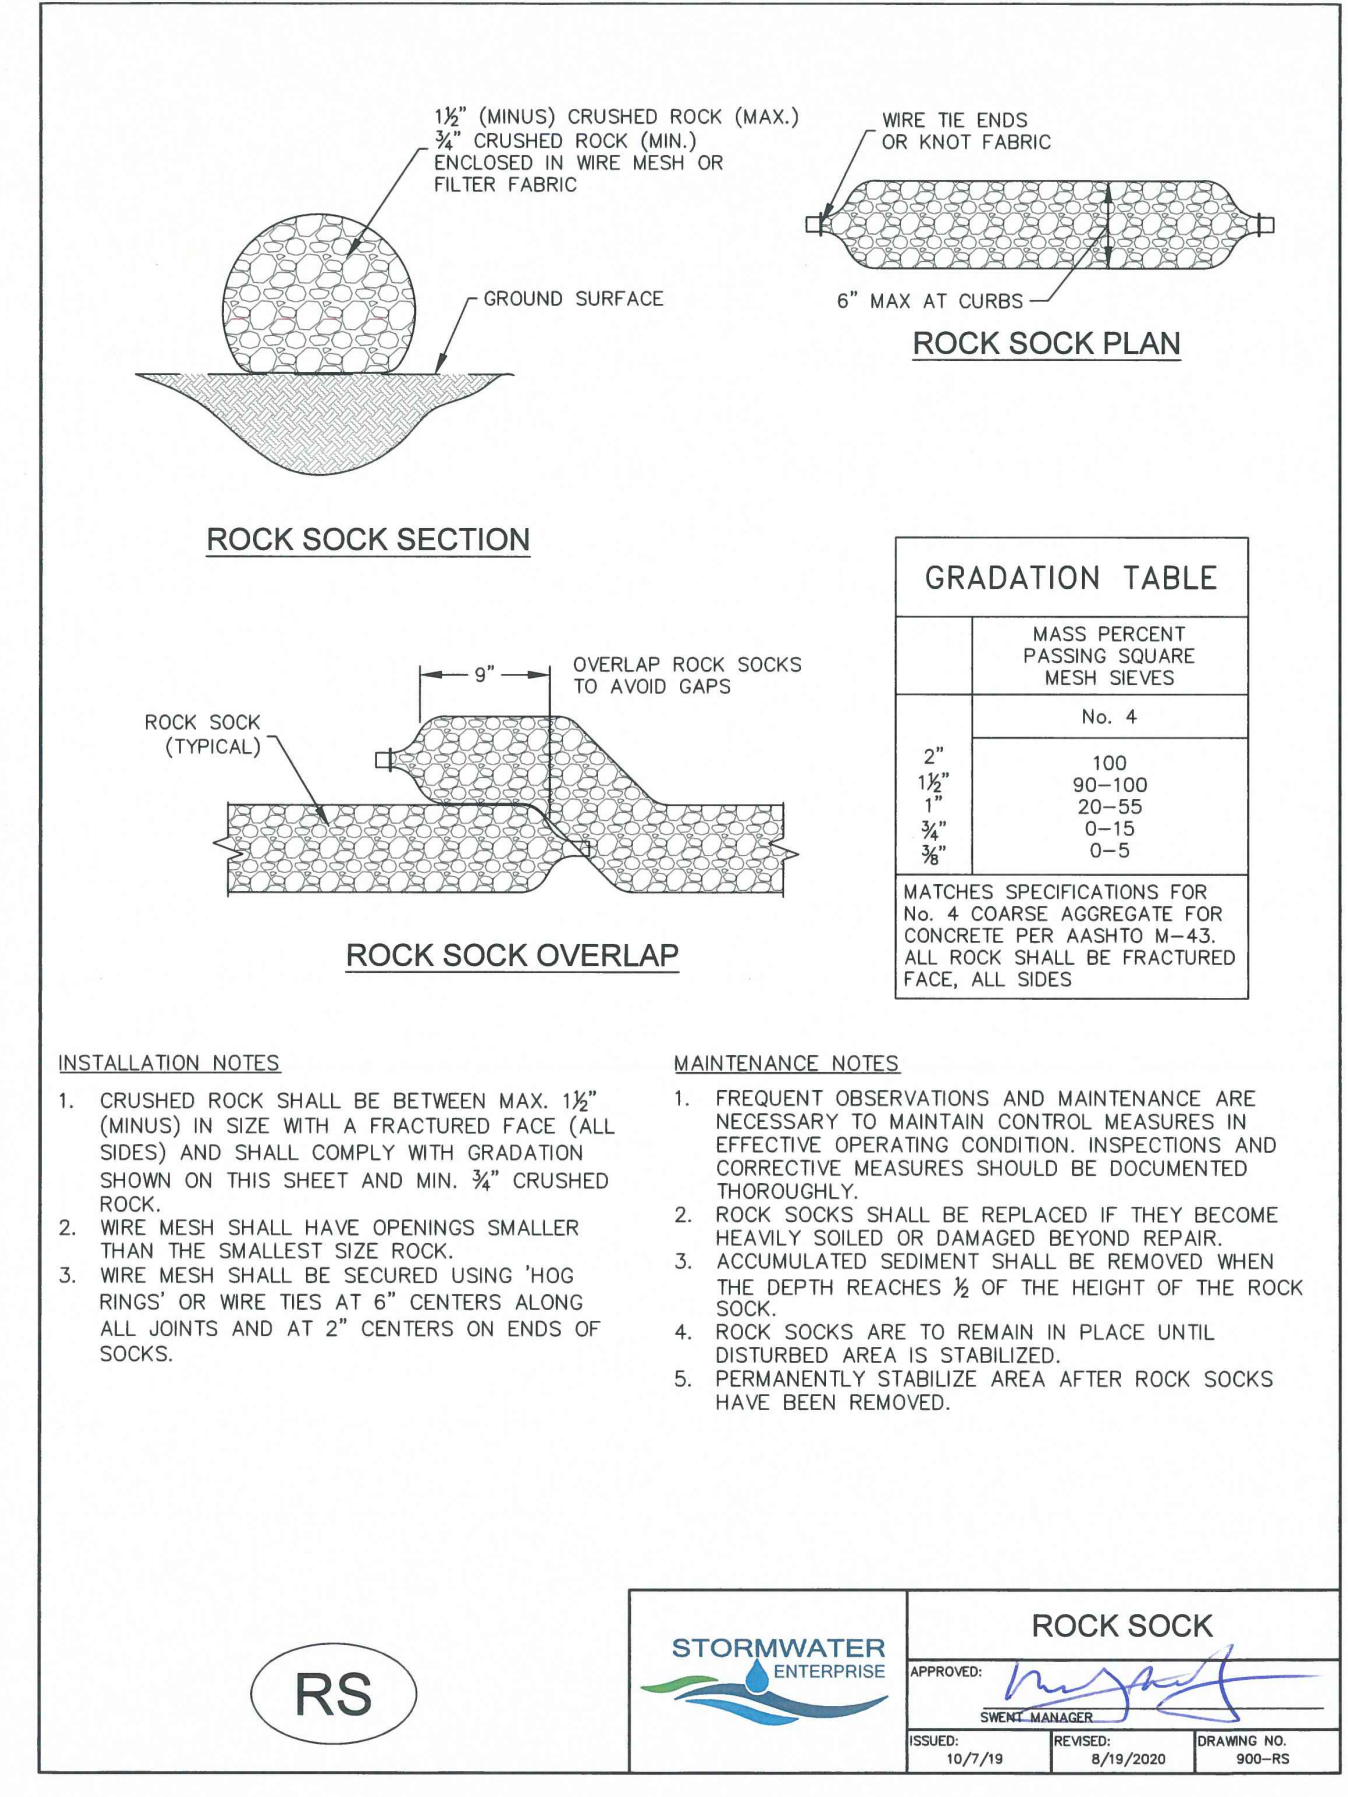 1½" (MINUS) CRUSHED ROCK (MAX.)
¾" CRUSHED ROCK (MIN.)
ENCLOSED IN WIRE MESH OR
FILTER FABRIC
GROUND SURFACE
ROCK SOCK SECTION
WIRE TIE ENDS
OR KNOT FABRIC
6" MAX AT CURBS
ROCK SOCK PLAN
9"
OVERLAP ROCK SOCKS
TO AVOID GAPS
ROCK SOCK
(TYPICAL)
ROCK SOCK OVERLAP
GRADATION TABLE
MASS PERCENT
PASSING SQUARE
MESH SIEVES
No. 4
2" 100
1½" 90-100
1" 20-55
¾" 0-15
⅜" 0-5
MATCHES SPECIFICATIONS FOR
No. 4 COARSE AGGREGATE FOR
CONCRETE PER AASHTO M-43.
ALL ROCK SHALL BE FRACTURED
FACE, ALL SIDES
INSTALLATION NOTES
1. CRUSHED ROCK SHALL BE BETWEEN MAX. 1½"
(MINUS) IN SIZE WITH A FRACTURED FACE (ALL
SIDES) AND SHALL COMPLY WITH GRADATION
SHOWN ON THIS SHEET AND MIN. ¾" CRUSHED
ROCK.
2. WIRE MESH SHALL HAVE OPENINGS SMALLER
THAN THE SMALLEST SIZE ROCK.
3. WIRE MESH SHALL BE SECURED USING 'HOG
RINGS' OR WIRE TIES AT 6" CENTERS ALONG
ALL JOINTS AND AT 2" CENTERS ON ENDS OF
SOCKS.
MAINTENANCE NOTES
1. FREQUENT OBSERVATIONS AND MAINTENANCE ARE
NECESSARY TO MAINTAIN CONTROL MEASURES IN
EFFECTIVE OPERATING CONDITION. INSPECTIONS AND
CORRECTIVE MEASURES SHOULD BE DOCUMENTED
THOROUGHLY.
2. ROCK SOCKS SHALL BE REPLACED IF THEY BECOME
HEAVILY SOILED OR DAMAGED BEYOND REPAIR.
3. ACCUMULATED SEDIMENT SHALL BE REMOVED WHEN
THE DEPTH REACHES ½ OF THE HEIGHT OF THE ROCK
SOCK.
4. ROCK SOCKS ARE TO REMAIN IN PLACE UNTIL
DISTURBED AREA IS STABILIZED.
5. PERMANENTLY STABILIZE AREA AFTER ROCK SOCKS
HAVE BEEN REMOVED.
RS
STORMWATER
ENTERPRISE
ROCK SOCK
APPROVED:
SWENT MANAGER
ISSUED:
10/7/19
REVISED:
8/19/2020
DRAWING NO.
900-RS